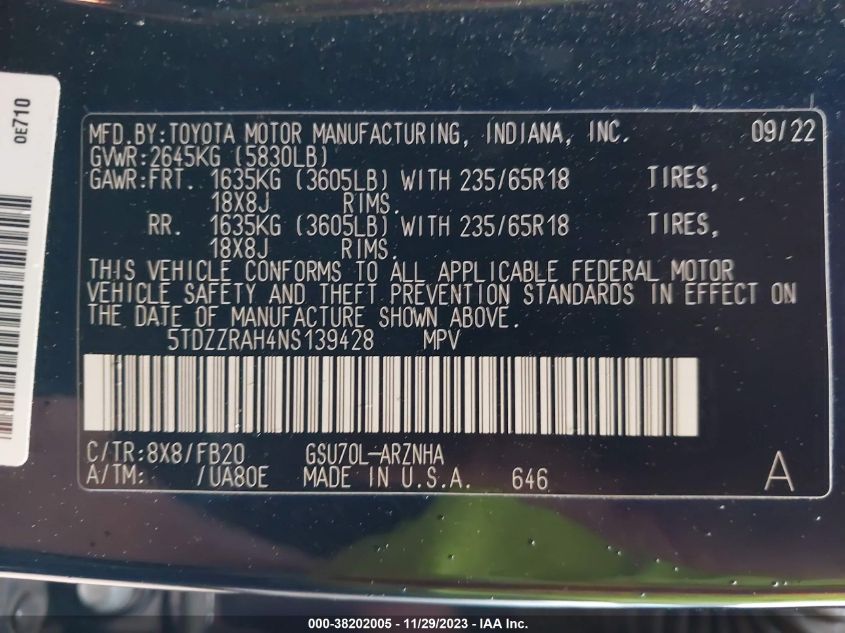 0E710
MFD.BY:TOYOTA MOTOR MANUFACTURING, INDIANA, INC. 09/22
GVWR:2645KG (5830LB)
GAWR:FRT. 1635KG (3605LB) WITH 235/65R18 TIRES,
18X8J RIMS.
RR. 1635KG (3605LB) WITH 235/65R18 TIRES,
18X8J RIMS.
THIS VEHICLE CONFORMS TO ALL APPLICABLE FEDERAL MOTOR
VEHICLE SAFETY AND THEFT PREVENTION STANDARDS IN EFFECT ON
THE DATE OF MANUFACTURE SHOWN ABOVE.
5TDZZRAH4NS139428 MPV
C/TR:8X8/FB20 GSU70L-ARZNHA
A/TM: /UA80E MADE IN U.S.A. 646 A
000-38202005 - 11/29/2023 - IAA Inc.